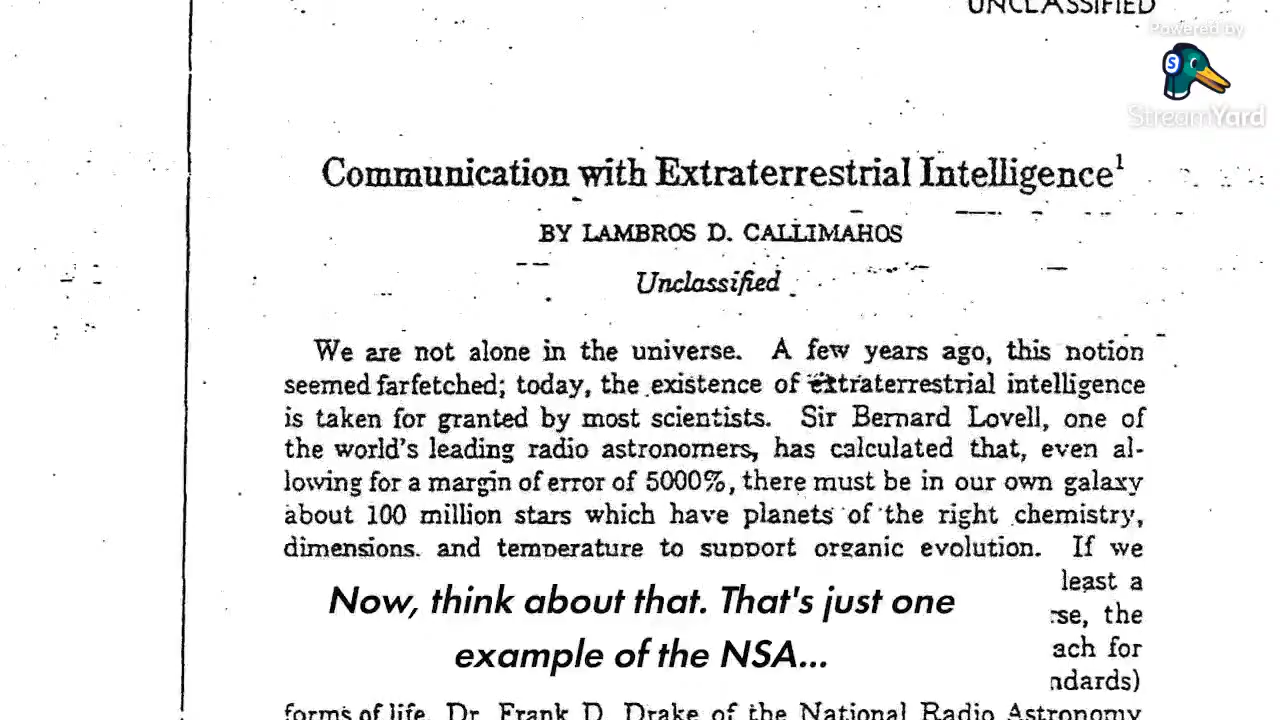 UNCLASSIFIED
Powered by
S
StreamYard
Communication with Extraterrestrial Intelligence¹
BY LAMBROS D. CALLIMAHOS
Unclassified
We are not alone in the universe. A few years ago, this notion
seemed farfetched; today, the existence of extraterrestrial intelligence
is taken for granted by most scientists. Sir Bernard Lovell, one of
the world's leading radio astronomers, has calculated that, even al-
lowing for a margin of error of 5000%, there must be in our own galaxy
about 100 million stars which have planets of the right chemistry,
dimensions. and temperature to support organic evolution. If we
least a
rse, the
ach for
ndards)
Now, think about that. That's just one
example of the NSA...
forms of life. Dr. Frank D. Drake of the National Radio Astronomy